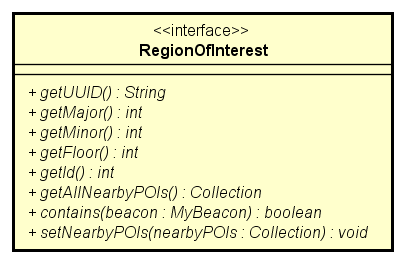 <<interface>>
RegionOfInterest
+ getUUID() : String
+ getMajor() : int
+ getMinor() : int
+ getFloor() : int
+ getId() : int
+ getAllNearbyPOIs() : Collection
+ contains(beacon : MyBeacon) : boolean
+ setNearbyPOIs(nearbyPOIs : Collection) : void